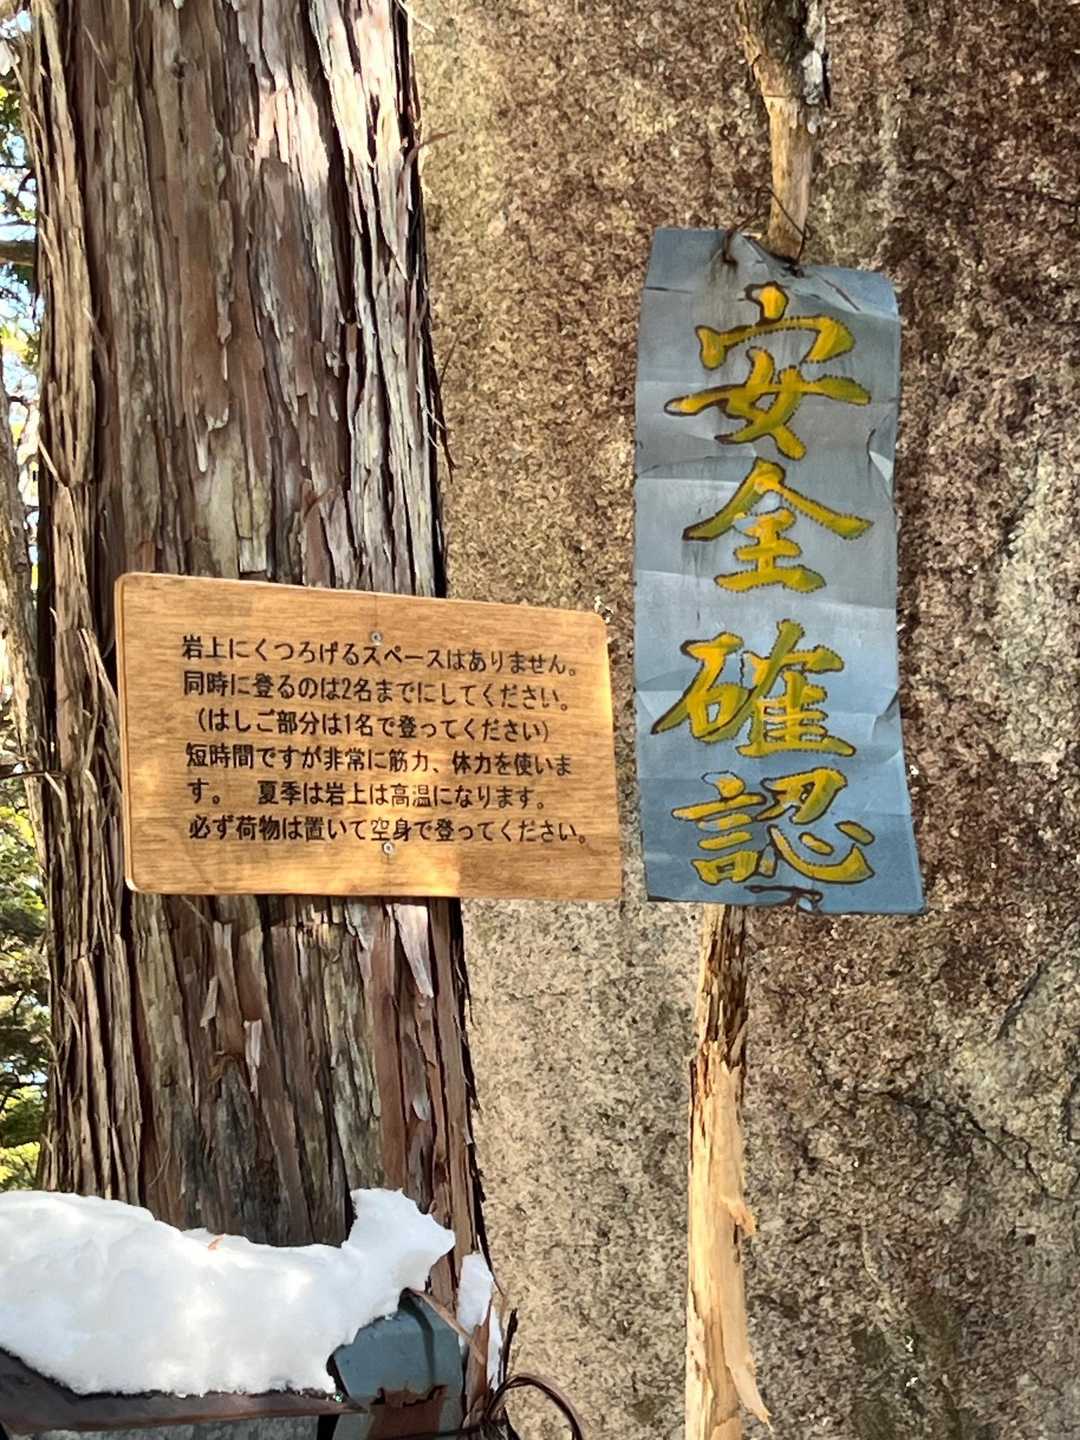 岩上にくつろげるスペースはありません。
同時に登るのは2名までにしてください。
（はしご部分は1名で登ってください）
短時間ですが非常に筋力、体力を使いま
す。　夏季は岩上は高温になります。
必ず荷物は置いて空身で登ってください。
安全確認